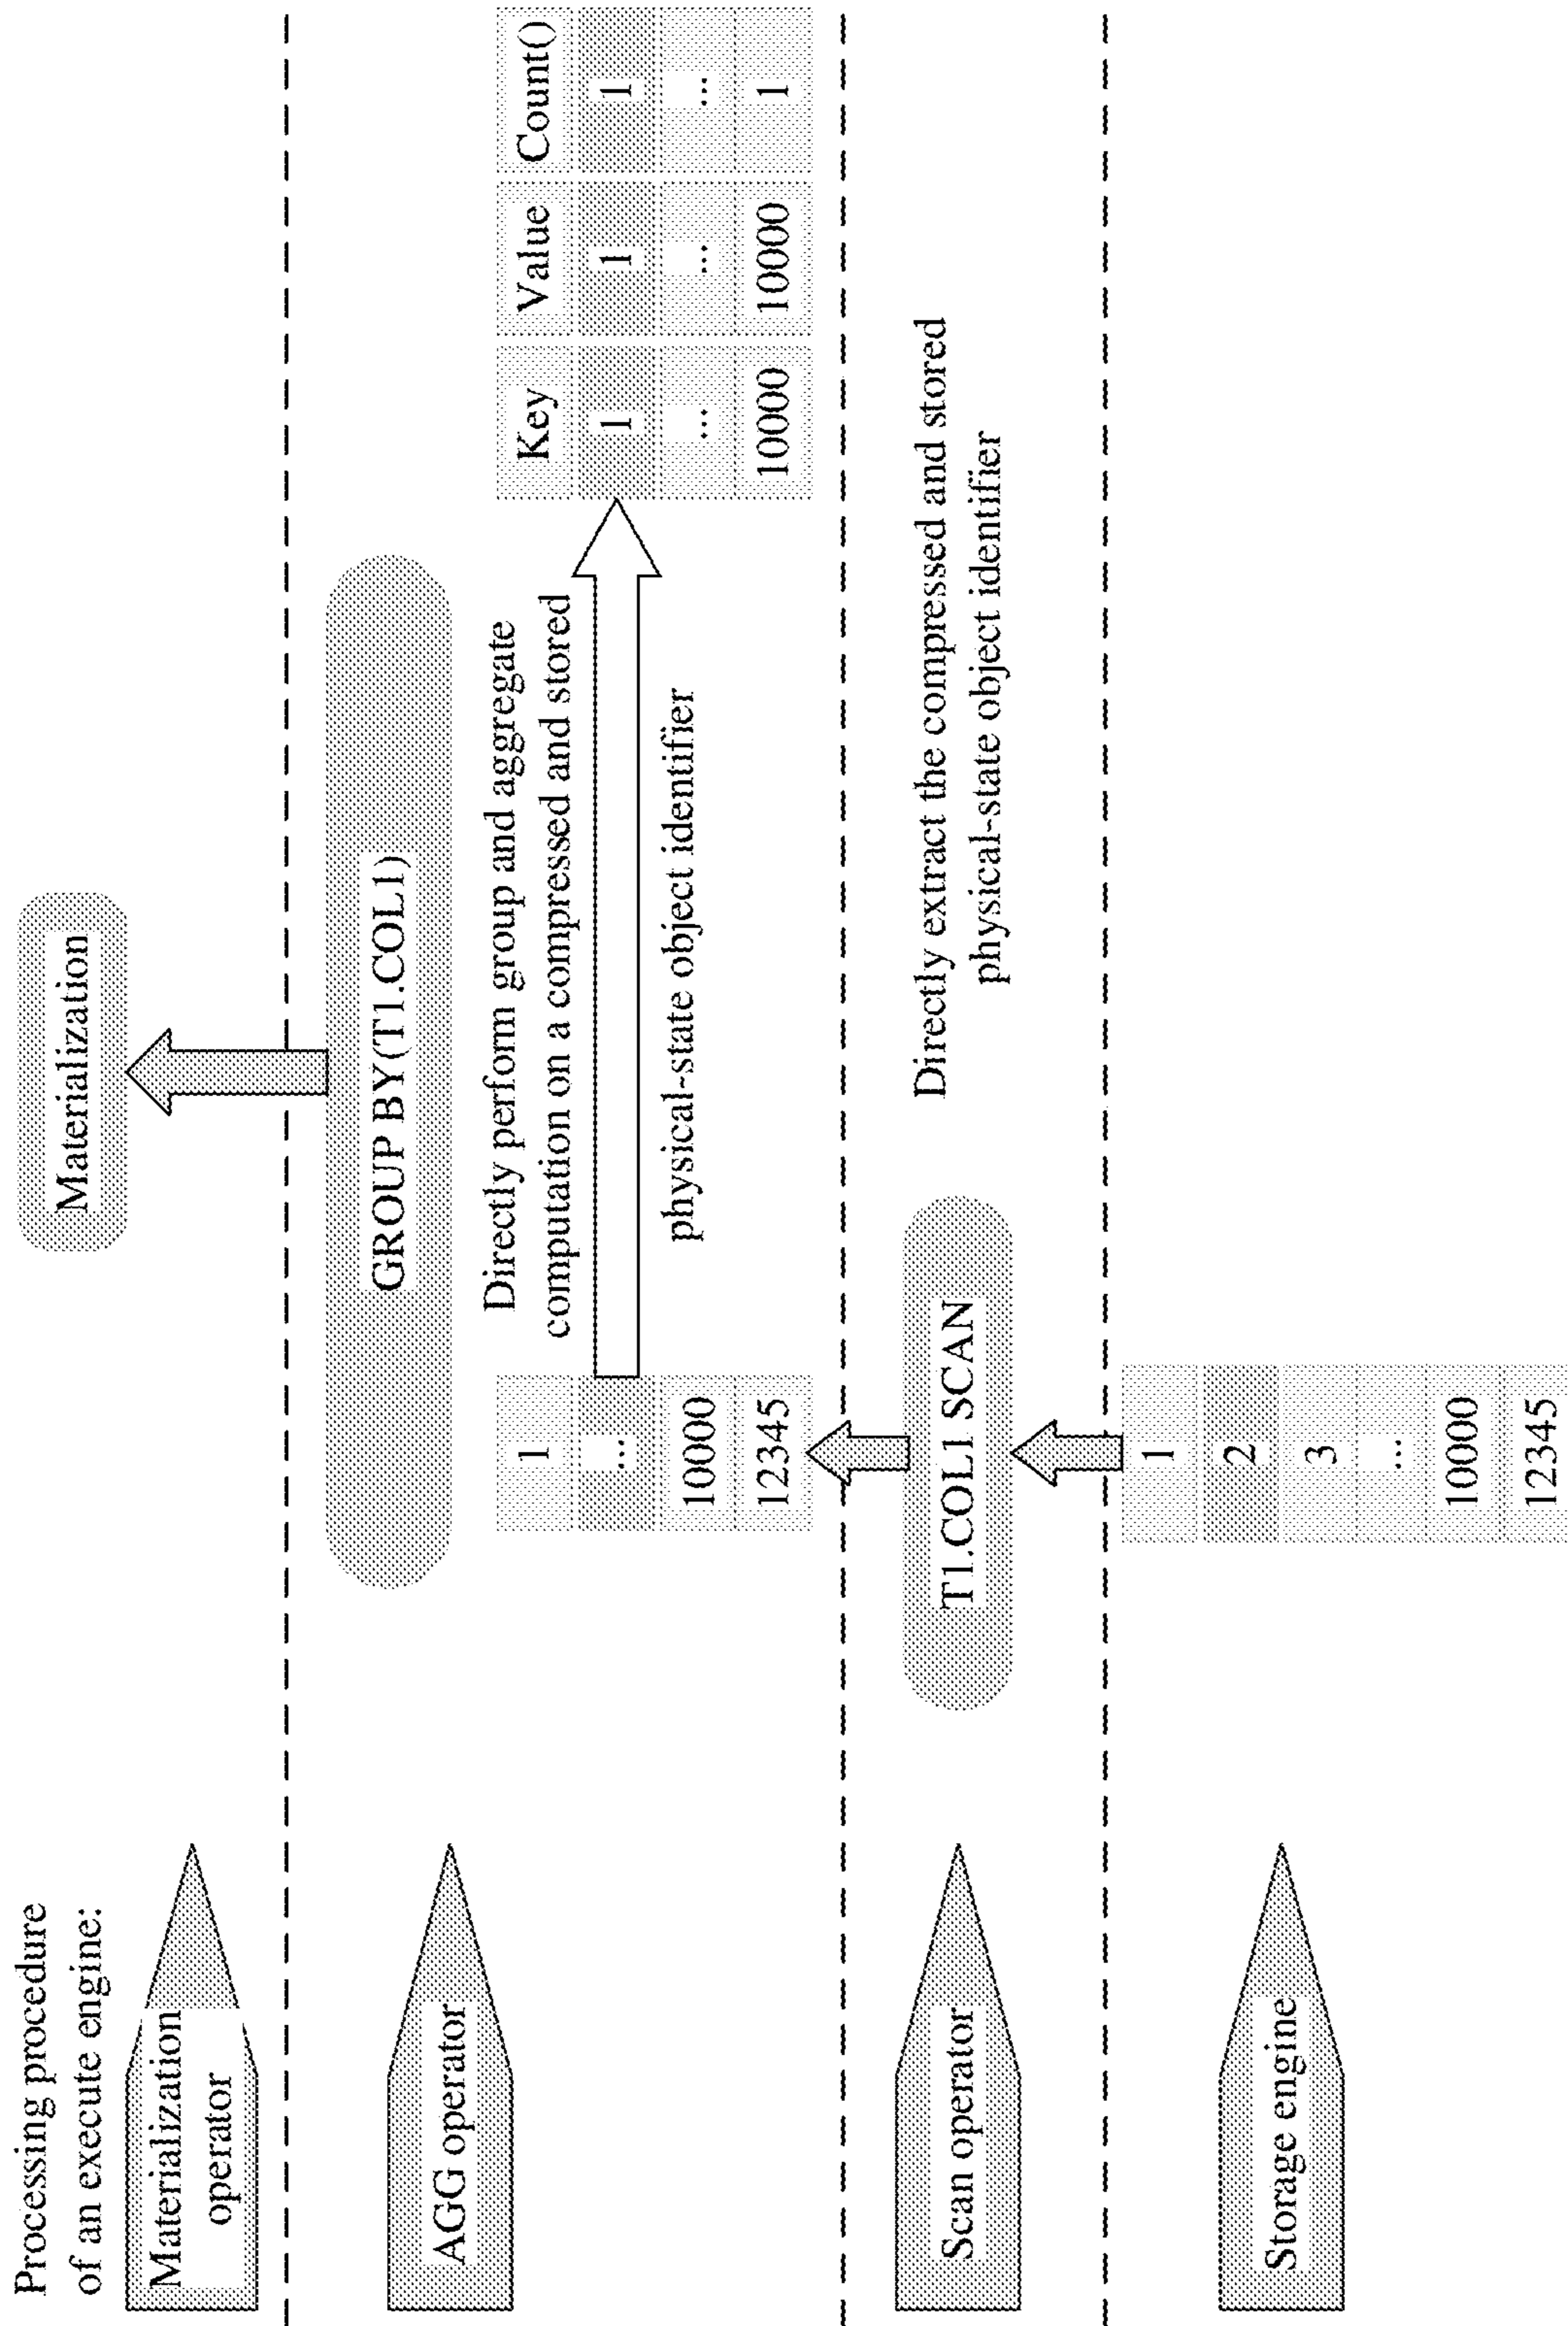 Processing procedure
of an execute engine:
Materialization
operator
Materialization
AGG operator
GROUP BY(T1.COL1)
Directly perform group and aggregate
computation on a compressed and stored
physical-state object identifier
1
...
10000
12345
Key Value Count()
1 1 1
... ... ...
10000 10000 1
Scan operator
T1.COL1 SCAN
Directly extract the compressed and stored
physical-state object identifier
Storage engine
1
2
3
...
10000
12345